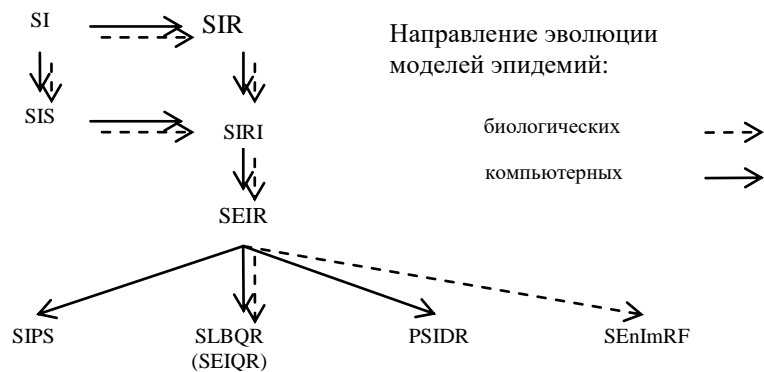 SI
SIR
Направление эволюции
моделей эпидемий:
SIS
SIRI
биологических
компьютерных
SEIR
SIPS
SLBQR
(SEIQR)
PSIDR
SEnImRF